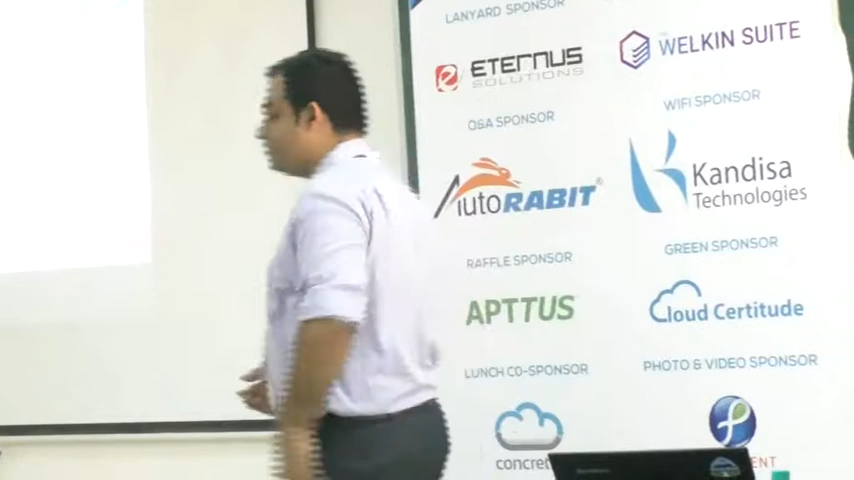 LANYARD SPONSOR
ETERNUS
SOLUTIONS
WELKIN SUITE
Q&A SPONSOR
WIFI SPONSOR
AutoRABIT®
Kandisa
Technologies
RAFFLE SPONSOR
GREEN SPONSOR
APTTUS
Cloud Certitude
LUNCH CO-SPONSOR
PHOTO & VIDEO SPONSOR